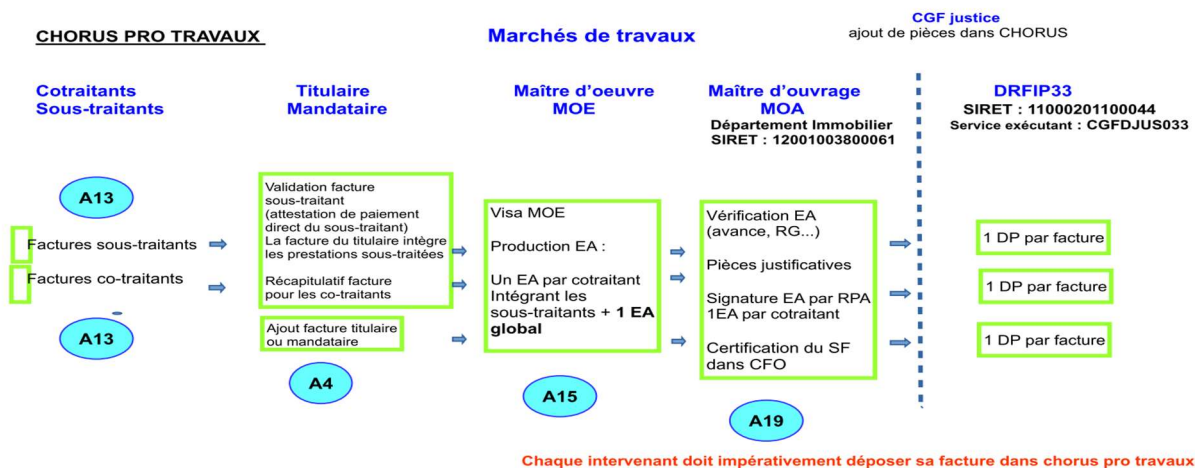 CHORUS PRO TRAVAUX
Marchés de travaux
CGF justice
ajout de pièces dans CHORUS
Cotraitants
Sous-traitants
Titulaire
Mandataire
Maître d'oeuvre
MOE
Maître d'ouvrage
MOA
Département Immobilier
SIRET : 12001003800061
DRFIP33
SIRET : 11000201100044
Service exécutant : CGFDJUS033
A13
Factures sous-traitants
Factures co-traitants
A13
Validation facture
sous-traitant
(attestation de paiement
direct du sous-traitant)
La facture du titulaire intègre
les prestations sous-traitées
Récapitulatif facture
pour les co-traitants
Ajout facture titulaire
ou mandataire
A4
Visa MOE
Production EA :
Un EA par cotraitant
Intégrant les
sous-traitants + 1 EA
global
A15
Vérification EA
(avance, RG...)
Pièces justificatives
Signature EA par RPA
1EA par cotraitant
Certification du SF
dans CFO
A19
1 DP par facture
1 DP par facture
1 DP par facture
Chaque intervenant doit impérativement déposer sa facture dans chorus pro travaux